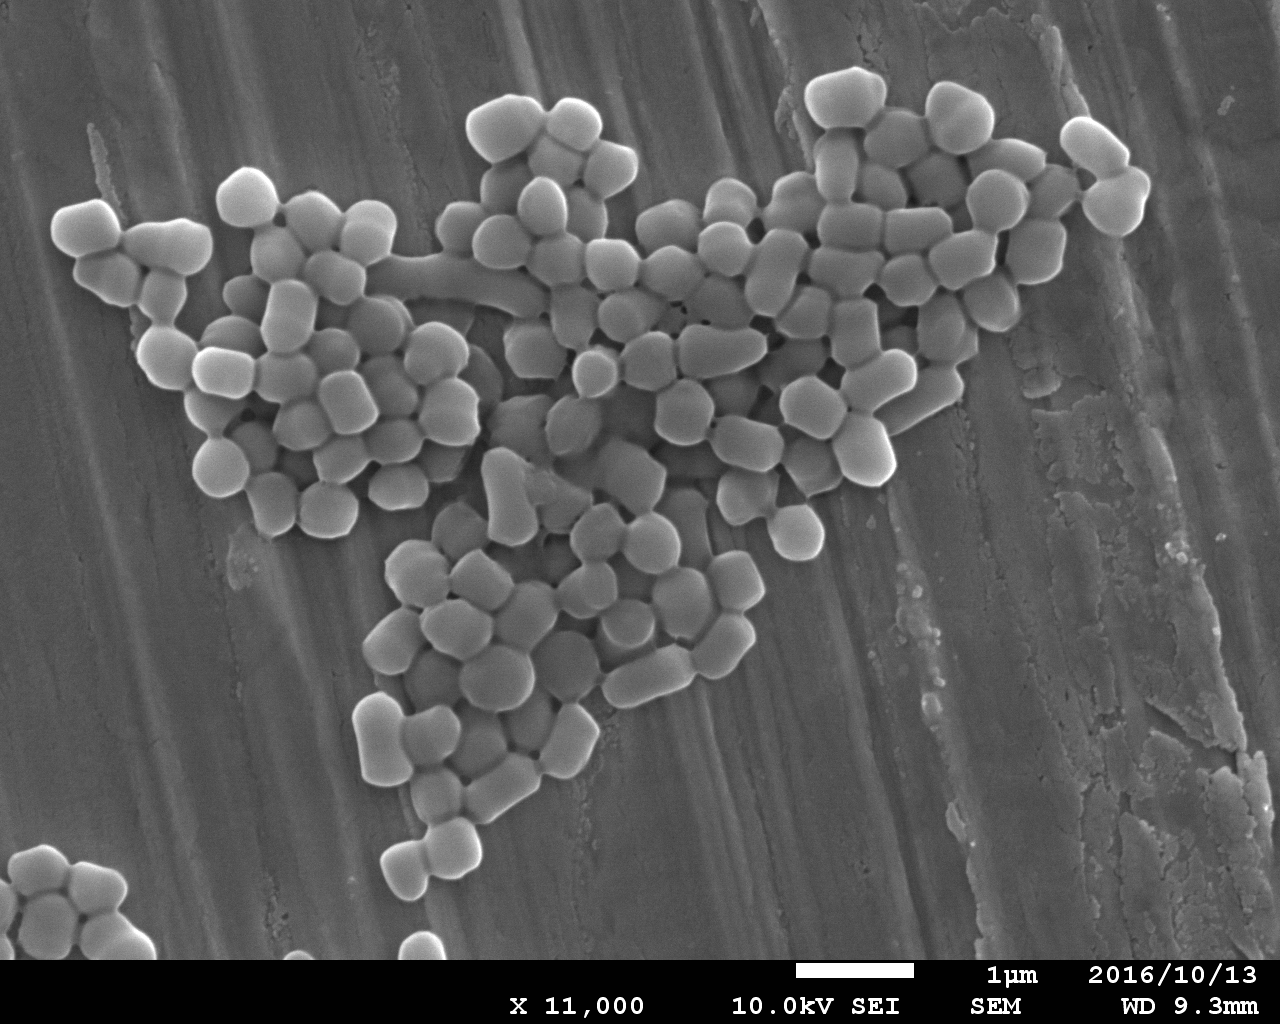 1µm 2016/10/13
X 11,000 10.0kV SEI SEM WD 9.3mm